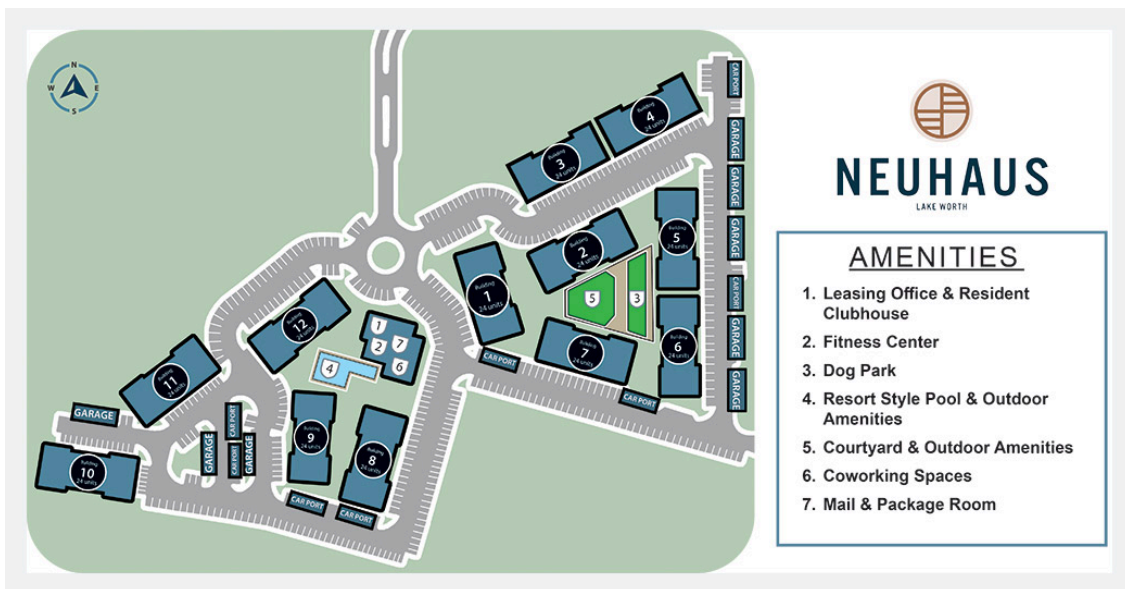 N
W E
S
Building
4
24 units
Building
3
24 units
Building
2
24 units
Building
5
24 units
Building
1
24 units
Building
6
24 units
Building
7
24 units
Building
12
24 units
Building
11
24 units
Building
10
24 units
Building
9
24 units
Building
8
24 units
5
3
1
2
7
6
4
CAR PORT
GARAGE
GARAGE
GARAGE
CAR PORT
GARAGE
GARAGE
CAR PORT
CAR PORT
GARAGE
GARAGE
CAR PORT
CAR PORT
GARAGE
CAR PORT
CAR PORT
NEUHAUS
LAKE WORTH
AMENITIES
1. Leasing Office & Resident
Clubhouse
2. Fitness Center
3. Dog Park
4. Resort Style Pool & Outdoor
Amenities
5. Courtyard & Outdoor Amenities
6. Coworking Spaces
7. Mail & Package Room